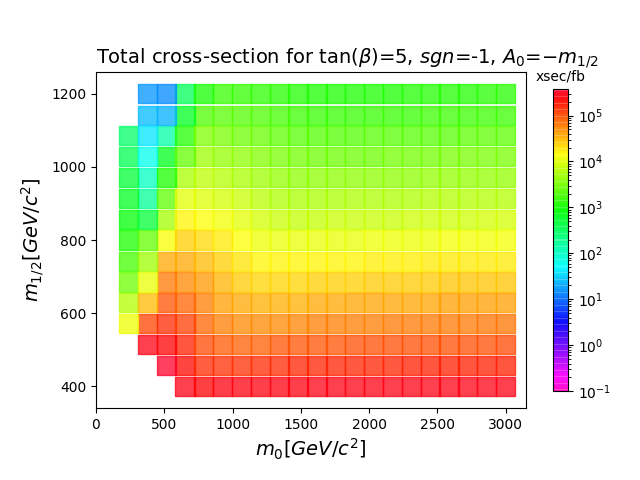 Total cross-section for tan(β)=5, sgn=-1, A₀=−m₁/₂
xsec/fb
1200
1000
800
600
400
m₁/₂[GeV/c²]
0 500 1000 1500 2000 2500 3000
m₀[GeV/c²]
10⁵
10⁴
10³
10²
10¹
10⁰
10⁻¹